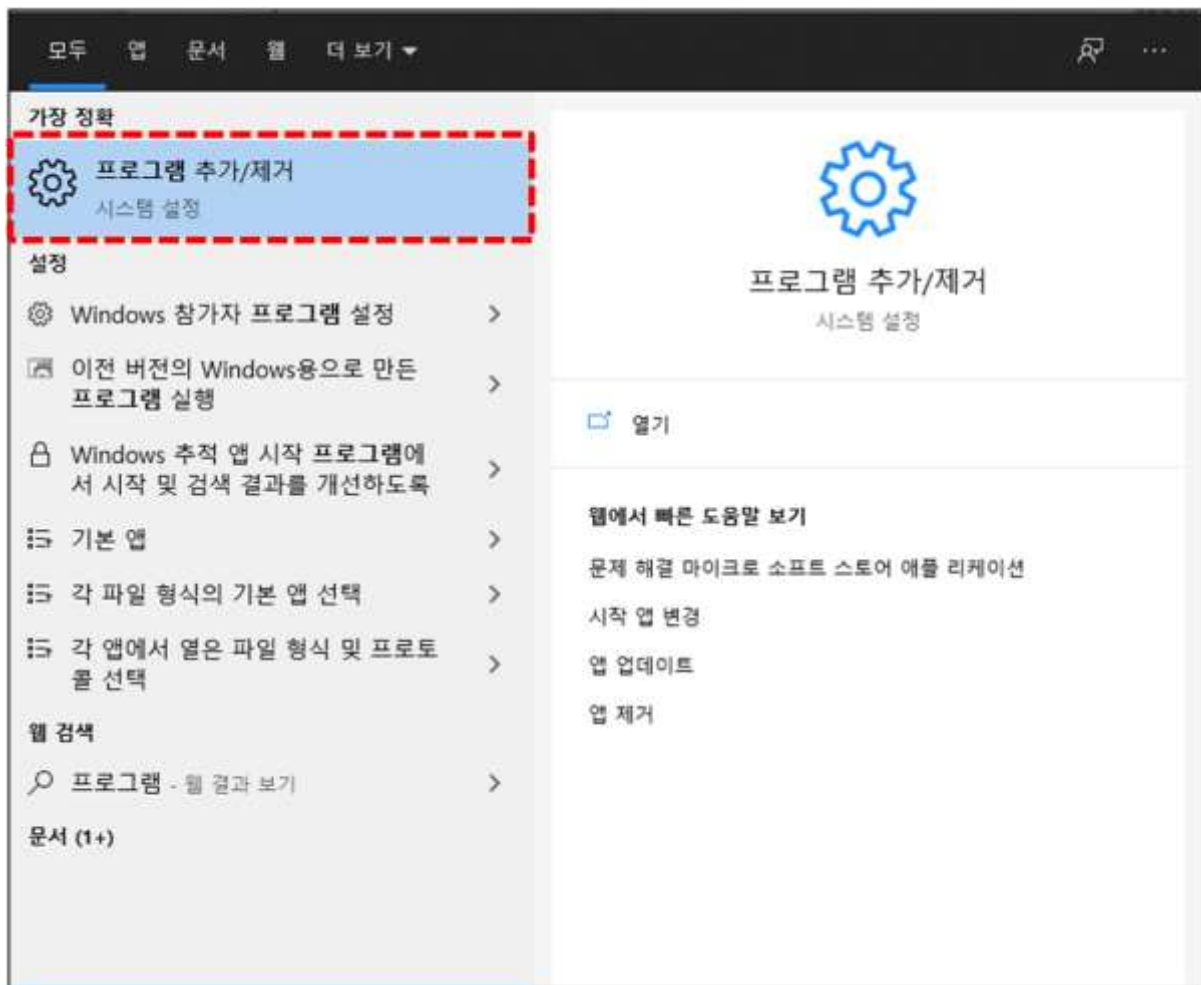 모두 앱 문서 웹 더 보기
가장 정확
프로그램 추가/제거
시스템 설정
설정
Windows 참가자 프로그램 설정
이전 버전의 Windows용으로 만든
프로그램 실행
Windows 추적 앱 시작 프로그램에
서 시작 및 검색 결과를 개선하도록
기본 앱
각 파일 형식의 기본 앱 선택
각 앱에서 열은 파일 형식 및 프로토
콜 선택
웹 검색
프로그램 - 웹 결과 보기
문서 (1+)
프로그램 추가/제거
시스템 설정
열기
웹에서 빠른 도움말 보기
문제 해결 마이크로 소프트 스토어 애플 리케이션
시작 앱 변경
앱 업데이트
앱 제거